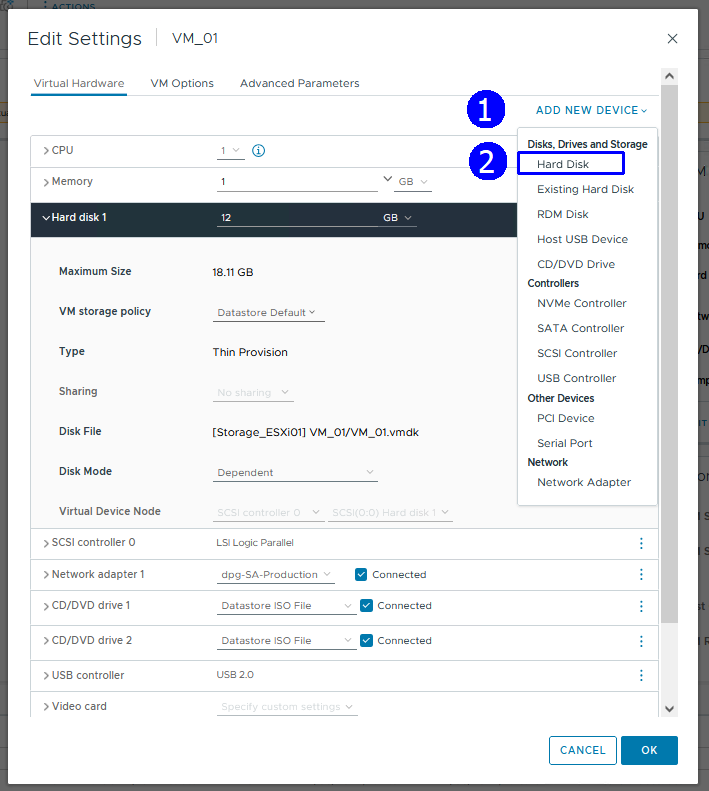 ACTIONS
Edit Settings VM_01
Virtual Hardware VM Options Advanced Parameters
1 ADD NEW DEVICE
Disks, Drives and Storage
2 Hard Disk
Existing Hard Disk
RDM Disk
Host USB Device
CD/DVD Drive
Controllers
NVMe Controller
SATA Controller
SCSI Controller
USB Controller
Other Devices
PCI Device
Serial Port
Network
Network Adapter
CPU 1
Memory 1 GB
Hard disk 1 12 GB
Maximum Size 18.11 GB
VM storage policy Datastore Default
Type Thin Provision
Sharing No sharing
Disk File [Storage_ESXi01] VM_01/VM_01.vmdk
Disk Mode Dependent
Virtual Device Node SCSI controller 0 SCSI(0:0) Hard disk 1
SCSI controller 0 LSI Logic Parallel
Network adapter 1 dpg-SA-Production Connected
CD/DVD drive 1 Datastore ISO File Connected
CD/DVD drive 2 Datastore ISO File Connected
USB controller USB 2.0
Video card Specify custom settings
CANCEL OK